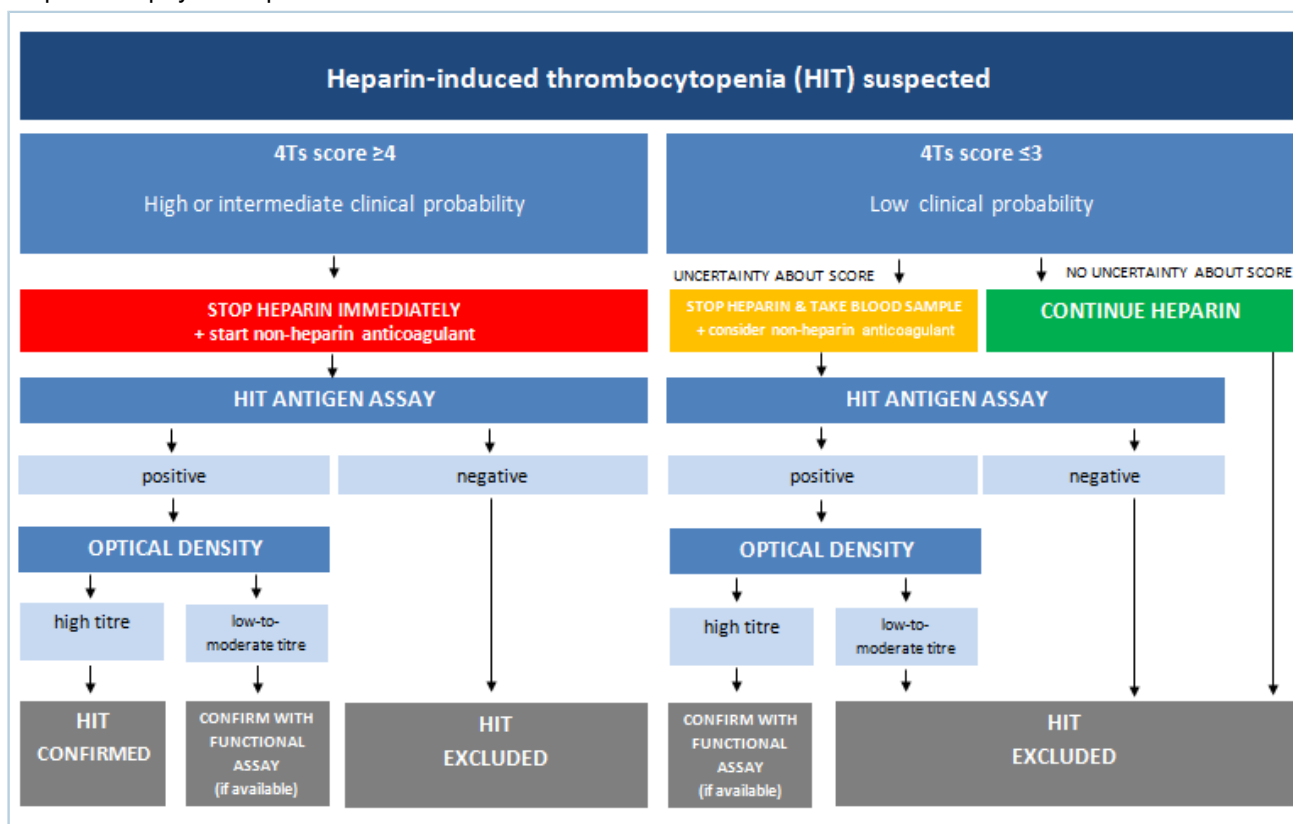 Heparin-induced thrombocytopenia (HIT) suspected
4Ts score ≥4
High or intermediate clinical probability
4Ts score ≤3
Low clinical probability
UNCERTAINTY ABOUT SCORE
NO UNCERTAINTY ABOUT SCORE
STOP HEPARIN IMMEDIATELY
+ start non-heparin anticoagulant
STOP HEPARIN & TAKE BLOOD SAMPLE
+ consider non-heparin anticoagulant
CONTINUE HEPARIN
HIT ANTIGEN ASSAY
HIT ANTIGEN ASSAY
positive
negative
positive
negative
OPTICAL DENSITY
OPTICAL DENSITY
high titre
low-to-
moderate titre
high titre
low-to-
moderate titre
HIT
CONFIRMED
CONFIRM WITH
FUNCTIONAL
ASSAY
(if available)
HIT
EXCLUDED
CONFIRM WITH
FUNCTIONAL
ASSAY
(if available)
HIT
EXCLUDED